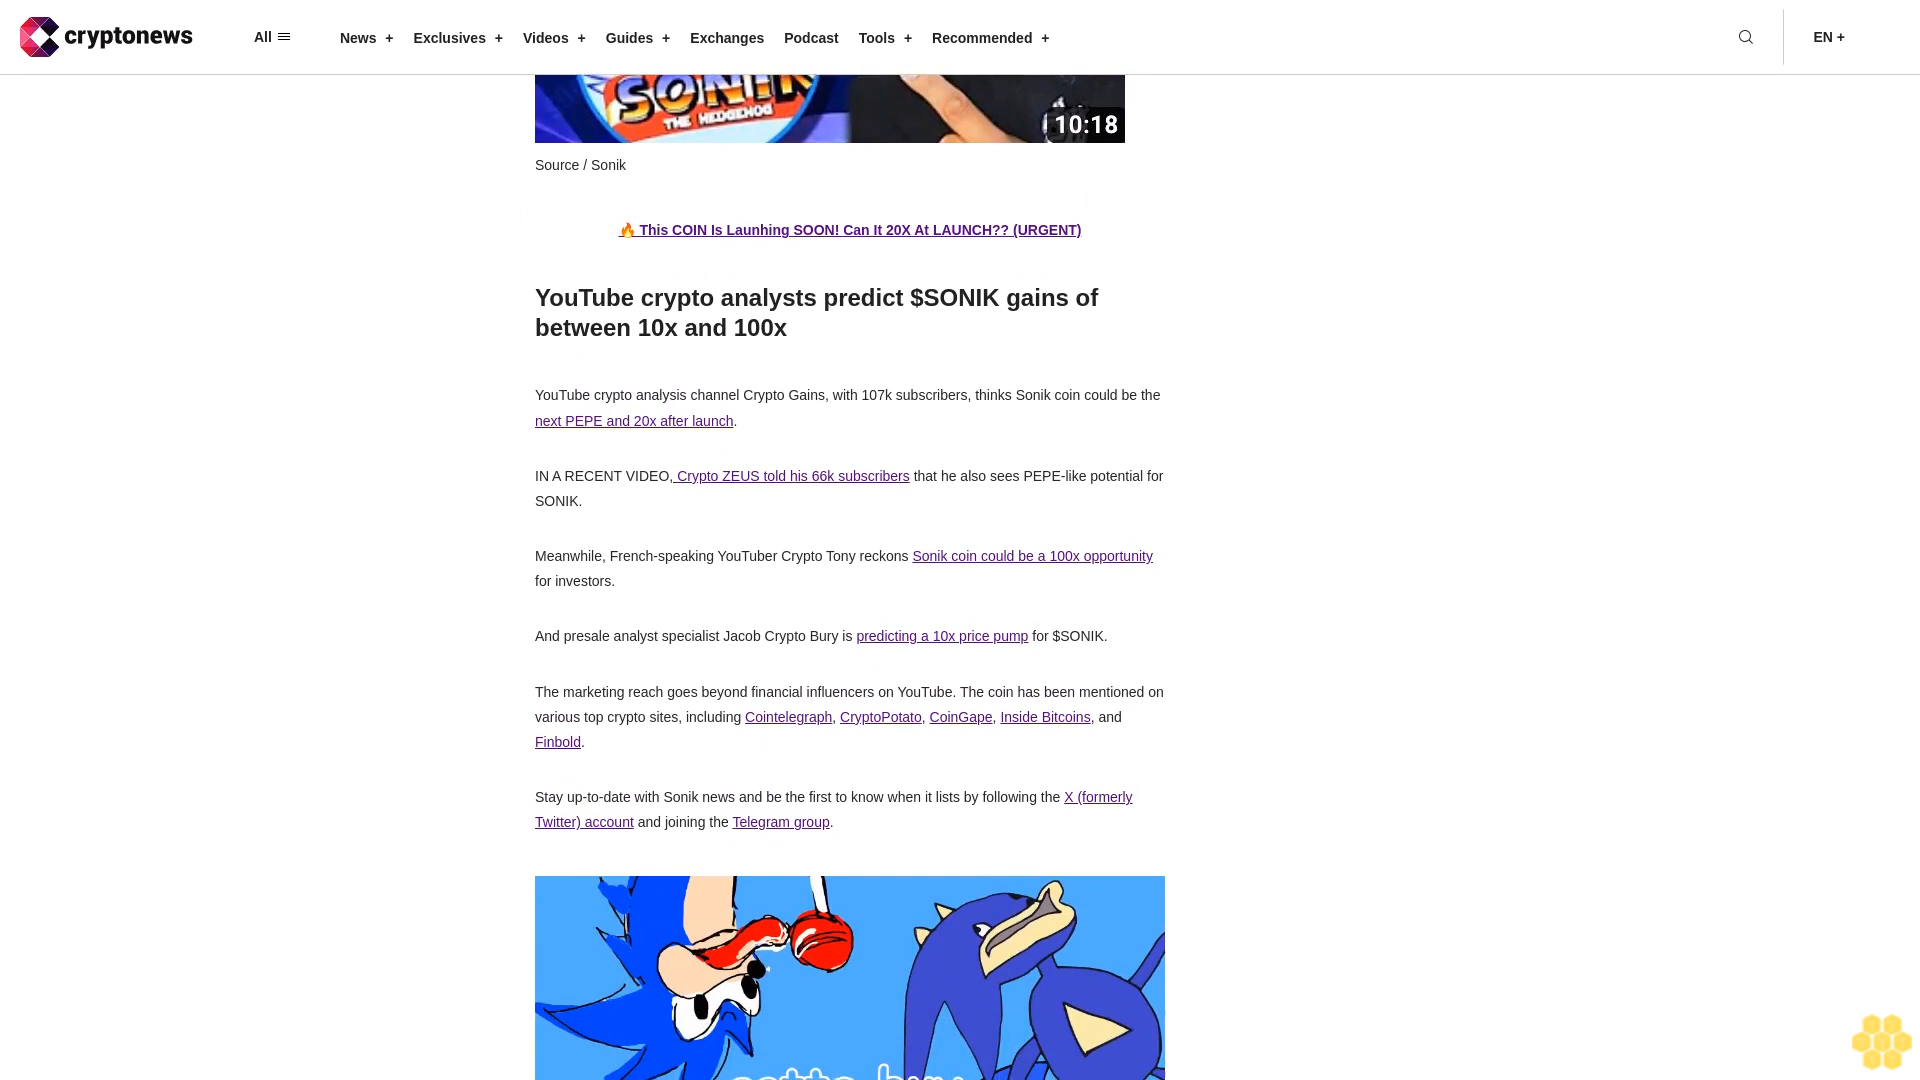 cryptonews All News + Exclusives + Videos + Guides + Exchanges Podcast Tools + Recommended + EN +
SONIK
THE HEDGEHOG
10:18
Source / Sonik
🔥 This COIN Is Launhing SOON! Can It 20X At LAUNCH?? (URGENT)
YouTube crypto analysts predict $SONIK gains of
between 10x and 100x
YouTube crypto analysis channel Crypto Gains, with 107k subscribers, thinks Sonik coin could be the
next PEPE and 20x after launch.
IN A RECENT VIDEO, Crypto ZEUS told his 66k subscribers that he also sees PEPE-like potential for
SONIK.
Meanwhile, French-speaking YouTuber Crypto Tony reckons Sonik coin could be a 100x opportunity
for investors.
And presale analyst specialist Jacob Crypto Bury is predicting a 10x price pump for $SONIK.
The marketing reach goes beyond financial influencers on YouTube. The coin has been mentioned on
various top crypto sites, including Cointelegraph, CryptoPotato, CoinGape, Inside Bitcoins, and
Finbold.
Stay up-to-date with Sonik news and be the first to know when it lists by following the X (formerly
Twitter) account and joining the Telegram group.